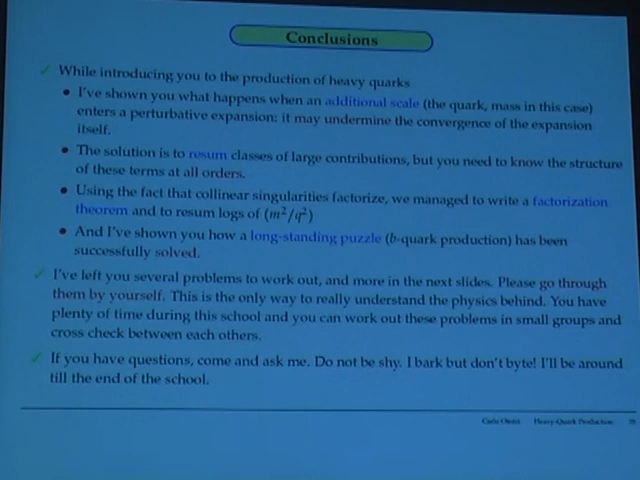 Conclusions
✓ While introducing you to the production of heavy quarks
• I've shown you what happens when an additional scale (the quark, mass in this case)
enters a perturbative expansion: it may undermine the convergence of the expansion
itself.
• The solution is to resum classes of large contributions, but you need to know the structure
of these terms at all orders.
• Using the fact that collinear singularities factorize, we managed to write a factorization
theorem and to resum logs of (m²/q²)
• And I've shown you how a long-standing puzzle (b-quark production) has been
successfully solved.
✓ I've left you several problems to work out, and more in the next slides. Please go through
them by yourself. This is the only way to really understand the physics behind. You have
plenty of time during this school and you can work out these problems in small groups and
cross check between each others.
✓ If you have questions, come and ask me. Do not be shy. I bark but don't byte! I'll be around
till the end of the school.
Carlo Oleari Heavy-Quark Production